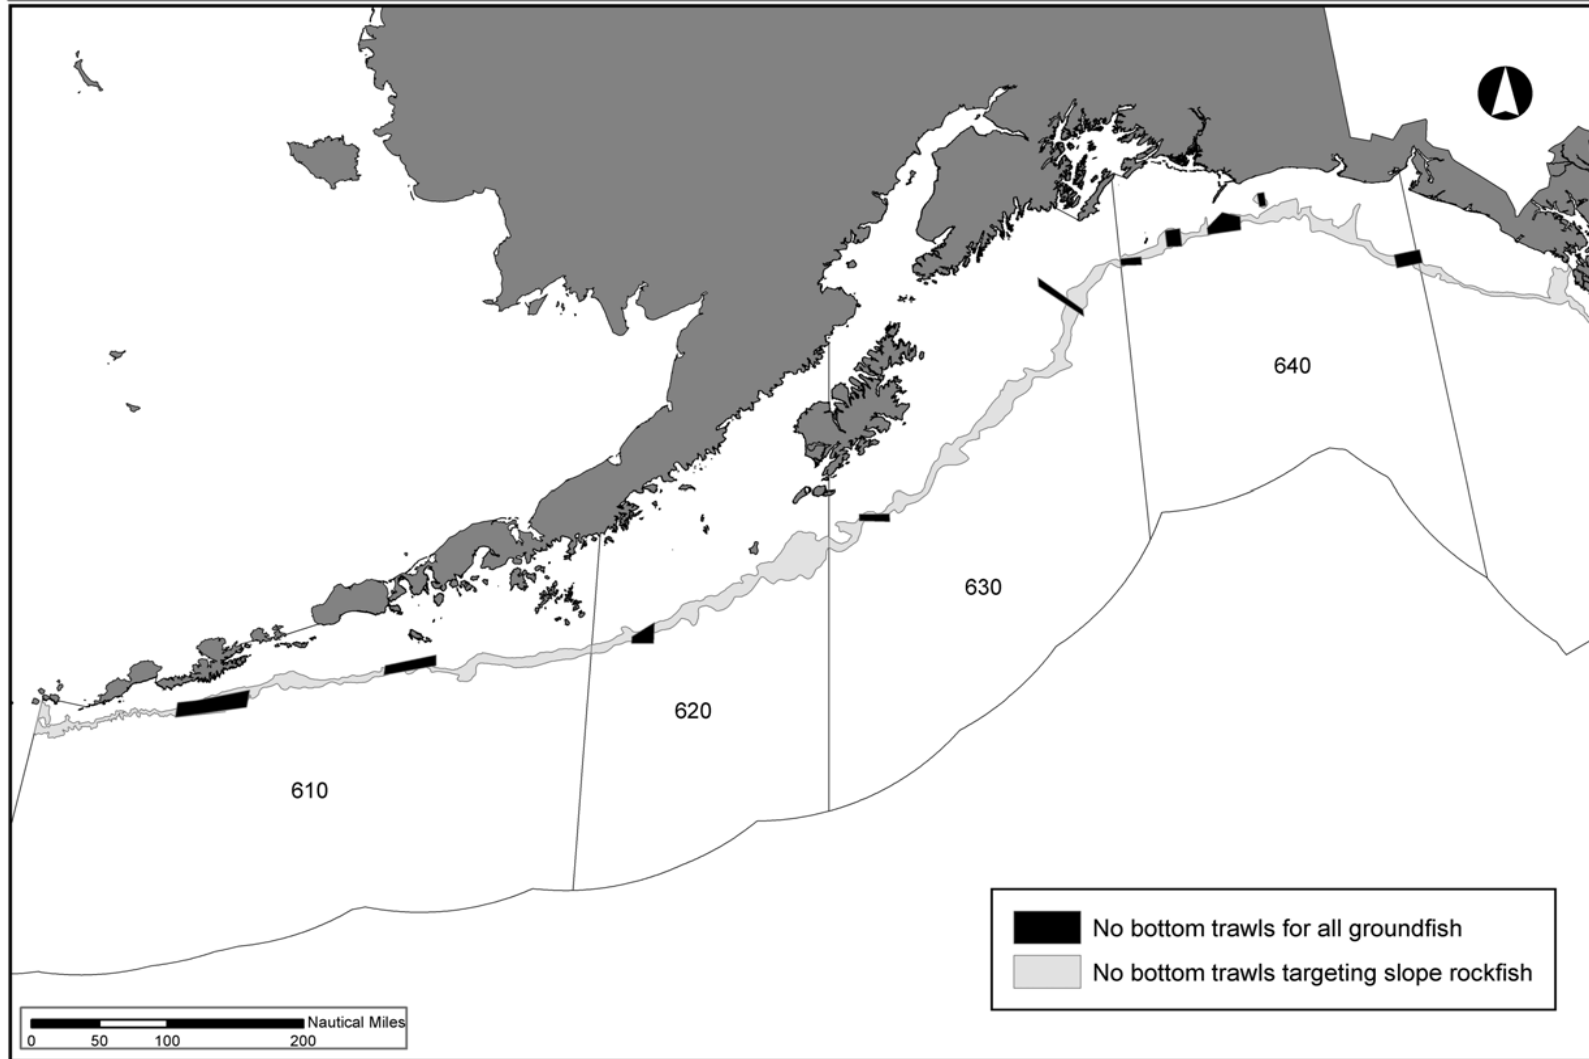 640
630
620
610
No bottom trawls for all groundfish
No bottom trawls targeting slope rockfish
Nautical Miles
0 50 100 200